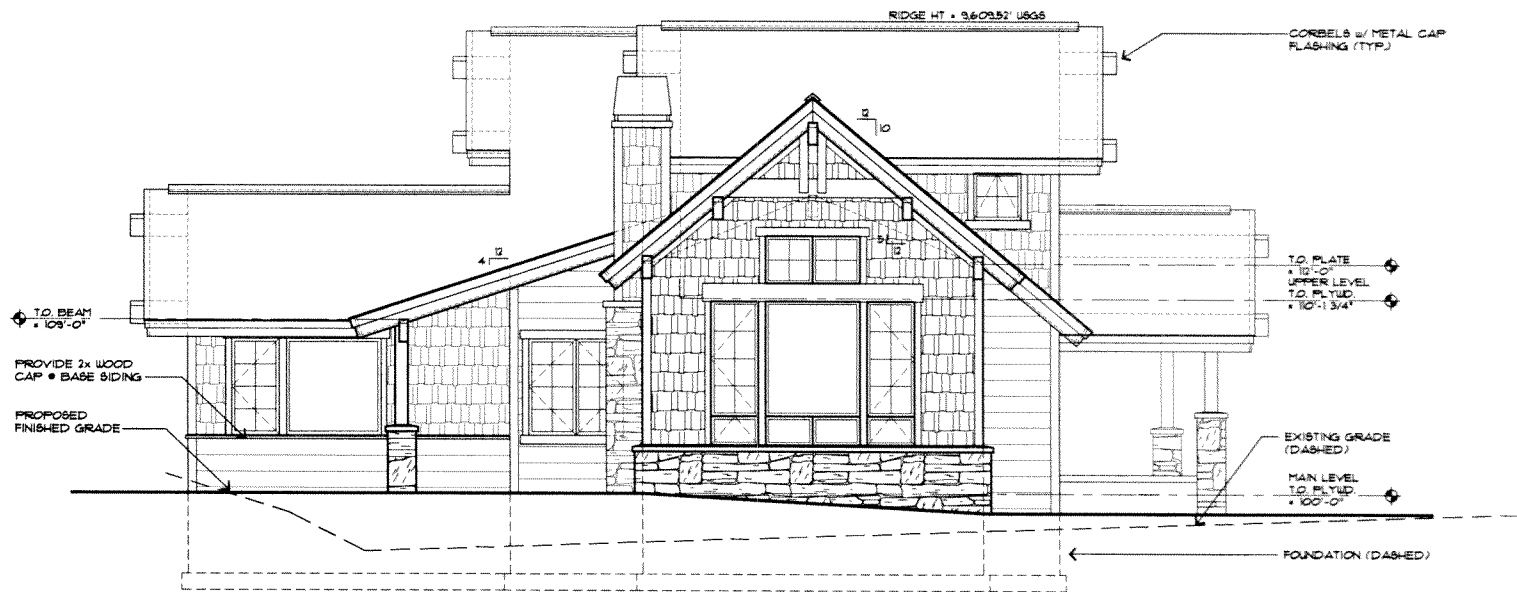 RIDGE HT = 9,609.52' USGS
CORBELS w/ METAL CAP
FLASHING (TYP.)
12
10
12
4
5
12
T.O. PLATE
= 112'-0"
UPPER LEVEL
T.O. PLYWD.
= 110'-1 3/4"
T.O. BEAM
= 109'-0"
PROVIDE 2x WOOD
CAP @ BASE SIDING
PROPOSED
FINISHED GRADE
EXISTING GRADE
(DASHED)
MAIN LEVEL
T.O. PLYWD.
= 100'-0"
FOUNDATION (DASHED)